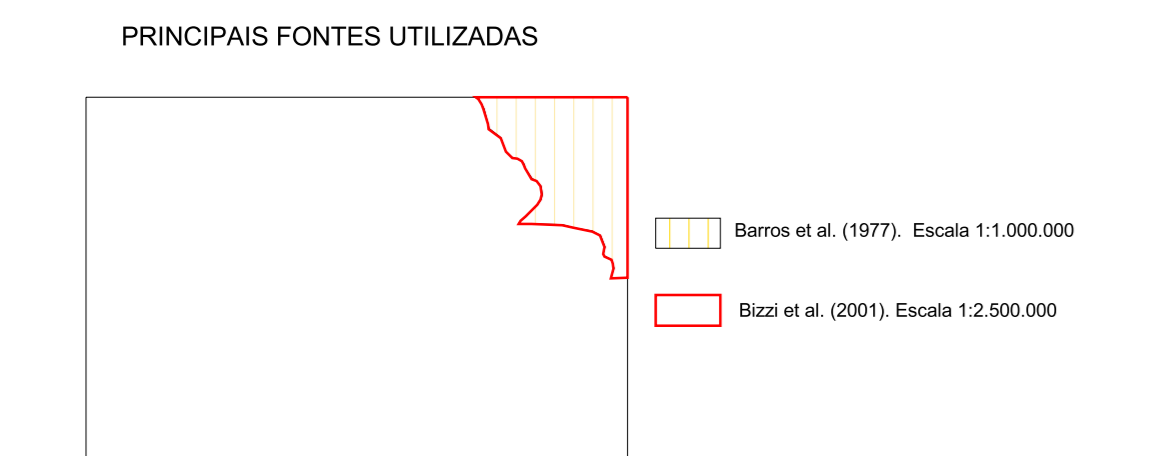 PRINCIPAIS FONTES UTILIZADAS
Barros et al. (1977).  Escala 1:1.000.000
Bizzi et al. (2001). Escala 1:2.500.000